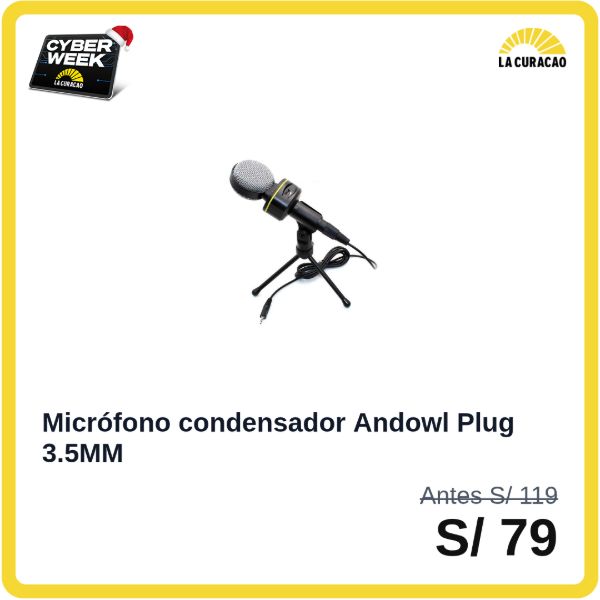 CYBER
WEEK
LA CURACAO
LA CURACAO
Micrófono condensador Andowl Plug
3.5MM
Antes S/ 119
S/ 79